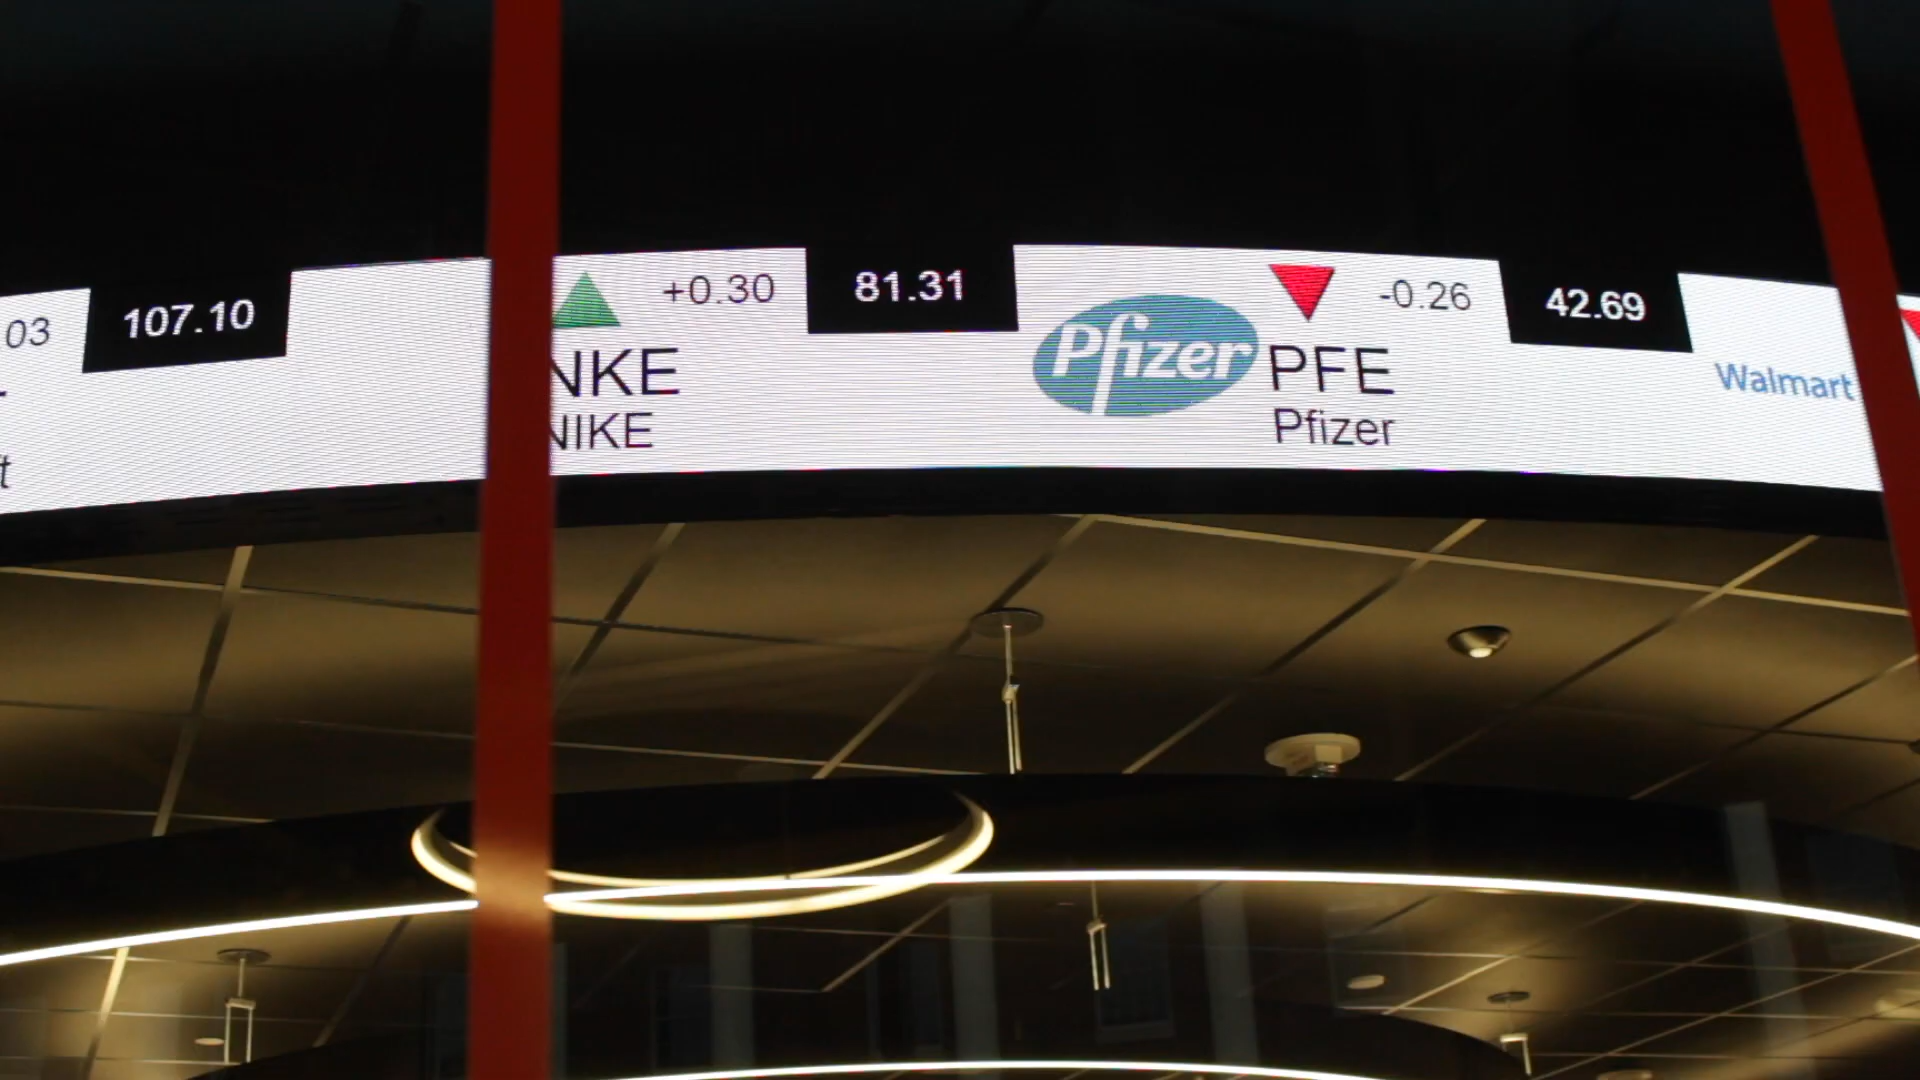 03
107.10
+0.30
81.31
NKE
NIKE
Pfizer
-0.26
42.69
PFE
Pfizer
Walmart